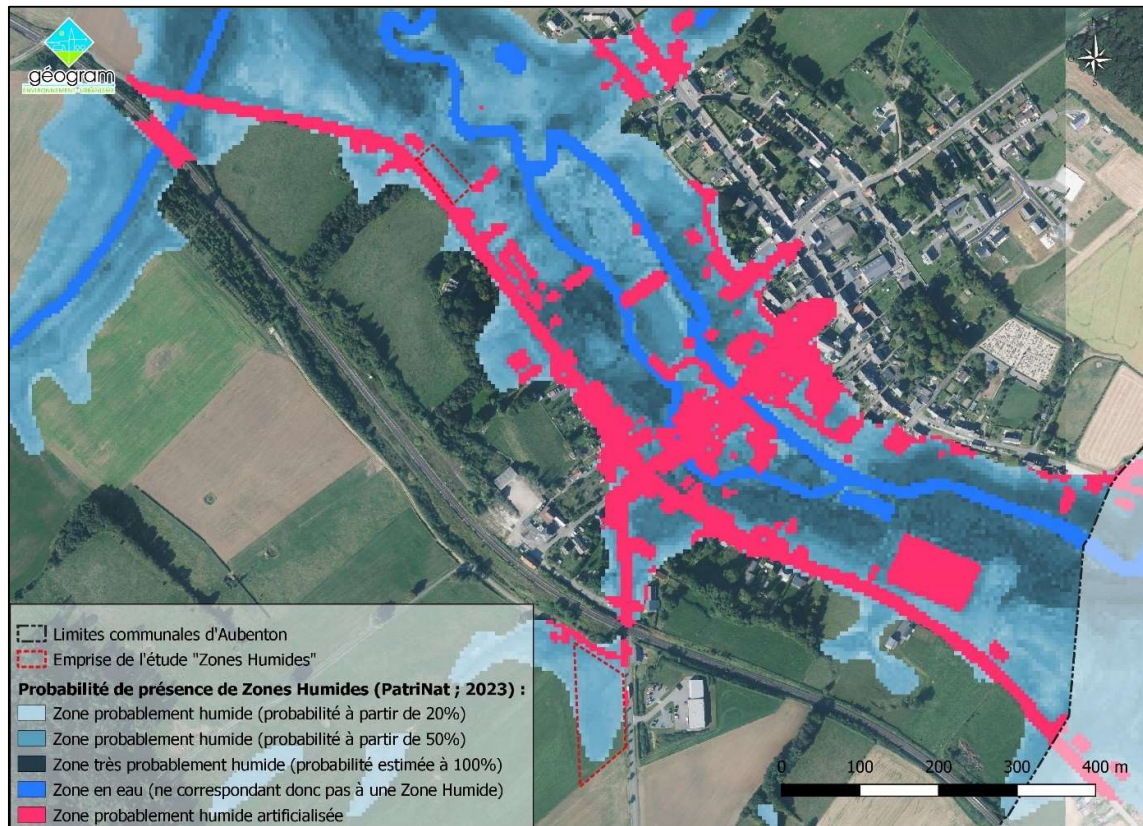 géogram
Limites communales d'Aubenton
Emprise de l'étude "Zones Humides"
Probabilité de présence de Zones Humides (PatriNat ; 2023) :
Zone probablement humide (probabilité à partir de 20%)
Zone probablement humide (probabilité à partir de 50%)
Zone très probablement humide (probabilité estimée à 100%)
Zone en eau (ne correspondant donc pas à une Zone Humide)
Zone probablement humide artificialisée
0 100 200 300 400 m